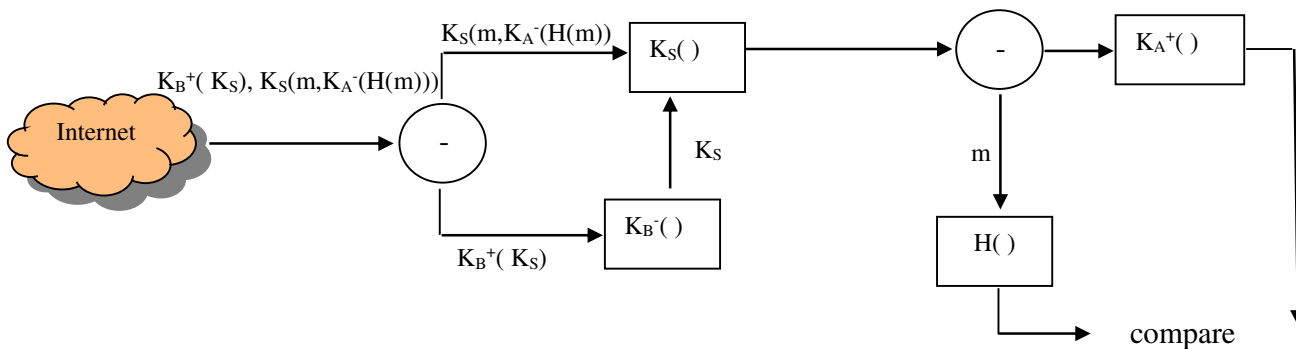 K_S(m,K_A^-(H(m))
K_S( )
-
K_A^+( )
K_B^+( K_S), K_S(m,K_A^-(H(m)))
Internet
-
K_S
m
K_B^-( )
K_B^+( K_S)
H( )
compare